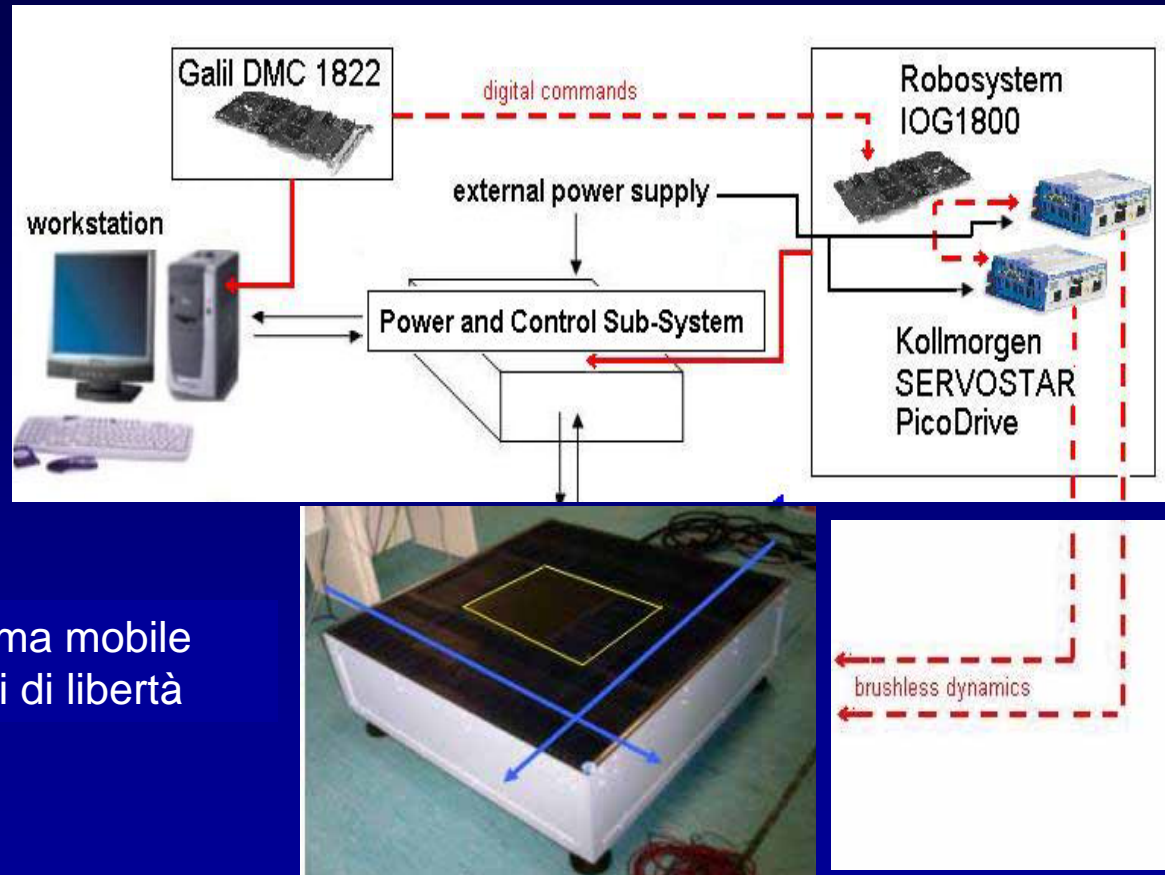 Galil DMC 1822
digital commands
Robosystem
IOG1800
external power supply
workstation
Power and Control Sub-System
Kollmorgen
SERVOSTAR
PicoDrive
ma mobile
i di libertà
brushless dynamics